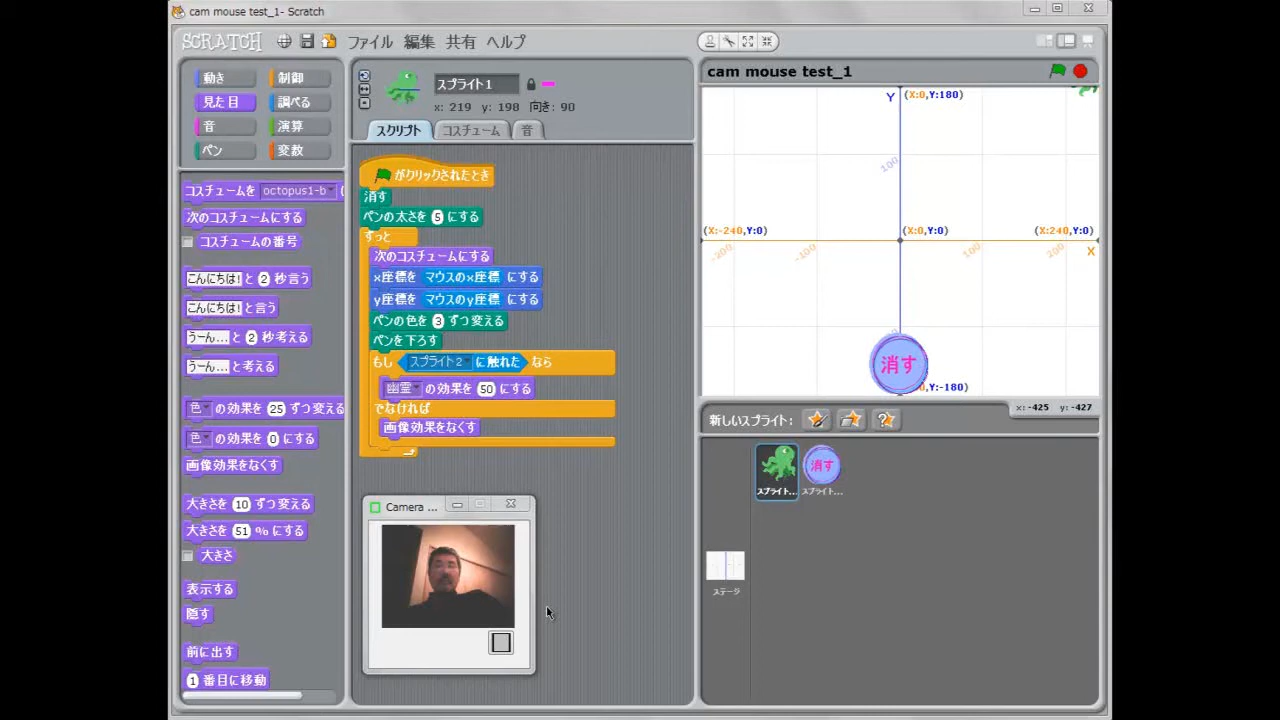 cam mouse test_1- Scratch
SCRATCH ファイル 編集 共有 ヘルプ
動き 制御
見た目 調べる
音 演算
ペン 変数
スプライト1
x: 219 y: 198 向き: 90
スクリプト コスチューム 音
コスチュームを octopus1-b
次のコスチュームにする
コスチュームの番号
こんにちは! と 2 秒言う
こんにちは! と言う
うーん... と 2 秒考える
うーん... と考える
色 の効果を 25 ずつ変える
色 の効果を 0 にする
画像効果をなくす
大きさを 10 ずつ変える
大きさを 51 % にする
大きさ
表示する
隠す
前に出す
1 番目に移動
がクリックされたとき
消す
ペンの太さを 5 にする
ずっと
次のコスチュームにする
x座標を マウスのx座標 にする
y座標を マウスのy座標 にする
ペンの色を 3 ずつ変える
ペンを下ろす
もし スプライト2 に触れた なら
幽霊 の効果を 50 にする
でなければ
画像効果をなくす
Camera ...
cam mouse test_1
Y (X:0,Y:180)
100
(X:-240,Y:0) (X:0,Y:0) (X:240,Y:0)
-200 -100 100 200 X
消す
,Y:-180)
x: -425 y: -427
新しいスプライト:
消す
スプライト... スプライト...
ステージ